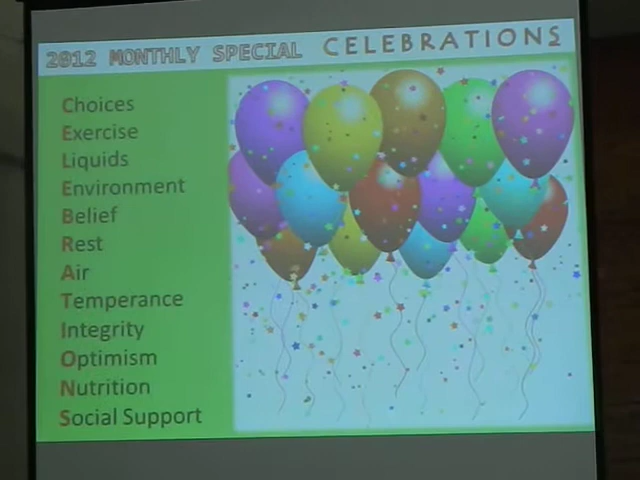 2012 MONTHLY SPECIAL CELEBRATIONS
Choices
Exercise
Liquids
Environment
Belief
Rest
Air
Temperance
Integrity
Optimism
Nutrition
Social Support